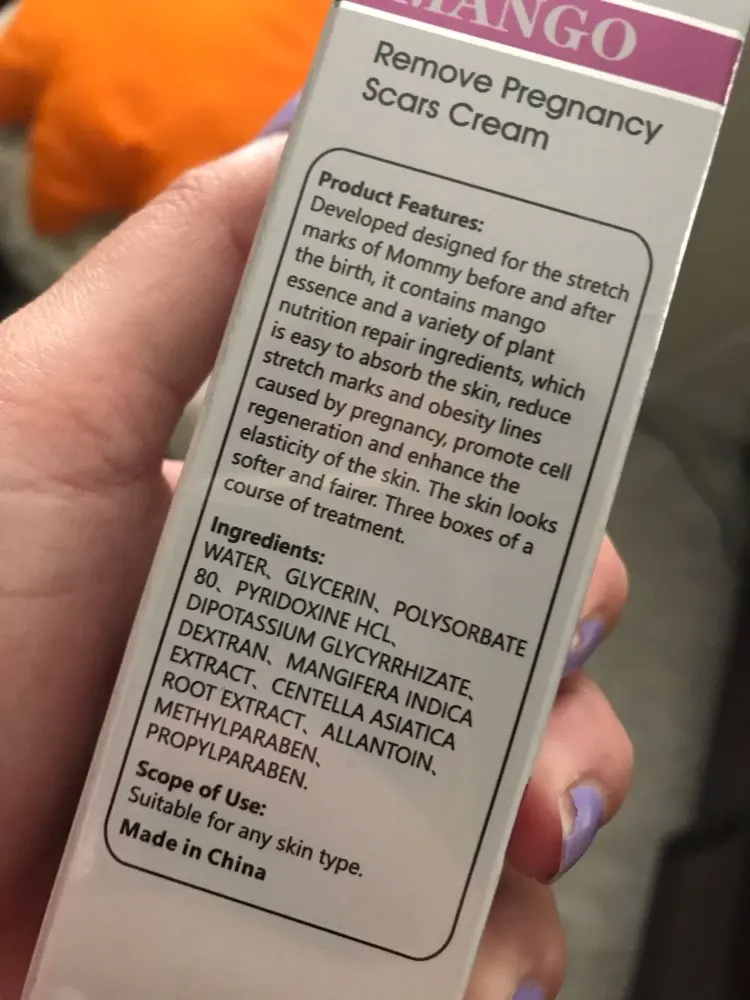 MANGO
Remove Pregnancy
Scars Cream
Product Features:
Developed designed for the stretch
marks of Mommy before and after
the birth, it contains mango
essence and a variety of plant
nutrition repair ingredients, which
is easy to absorb the skin, reduce
stretch marks and obesity lines
caused by pregnancy, promote cell
regeneration and enhance the
elasticity of the skin. The skin looks
softer and fairer. Three boxes of a
course of treatment.
Ingredients:
WATER、GLYCERIN、POLYSORBATE
80、PYRIDOXINE HCL、
DIPOTASSIUM GLYCYRRHIZATE、
DEXTRAN、MANGIFERA INDICA
EXTRACT、CENTELLA ASIATICA
ROOT EXTRACT、ALLANTOIN、
METHYLPARABEN、
PROPYLPARABEN.
Scope of Use:
Suitable for any skin type.
Made in China